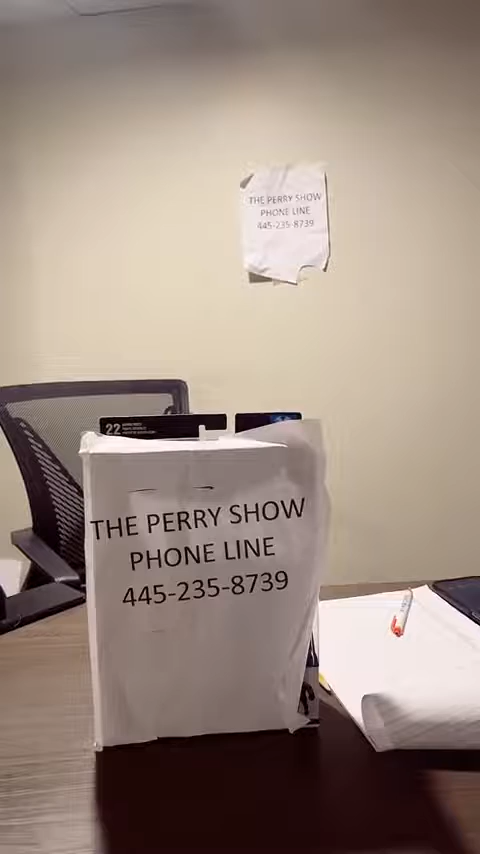 THE PERRY SHOW
PHONE LINE
445-235-8739
22
THE PERRY SHOW
PHONE LINE
445-235-8739